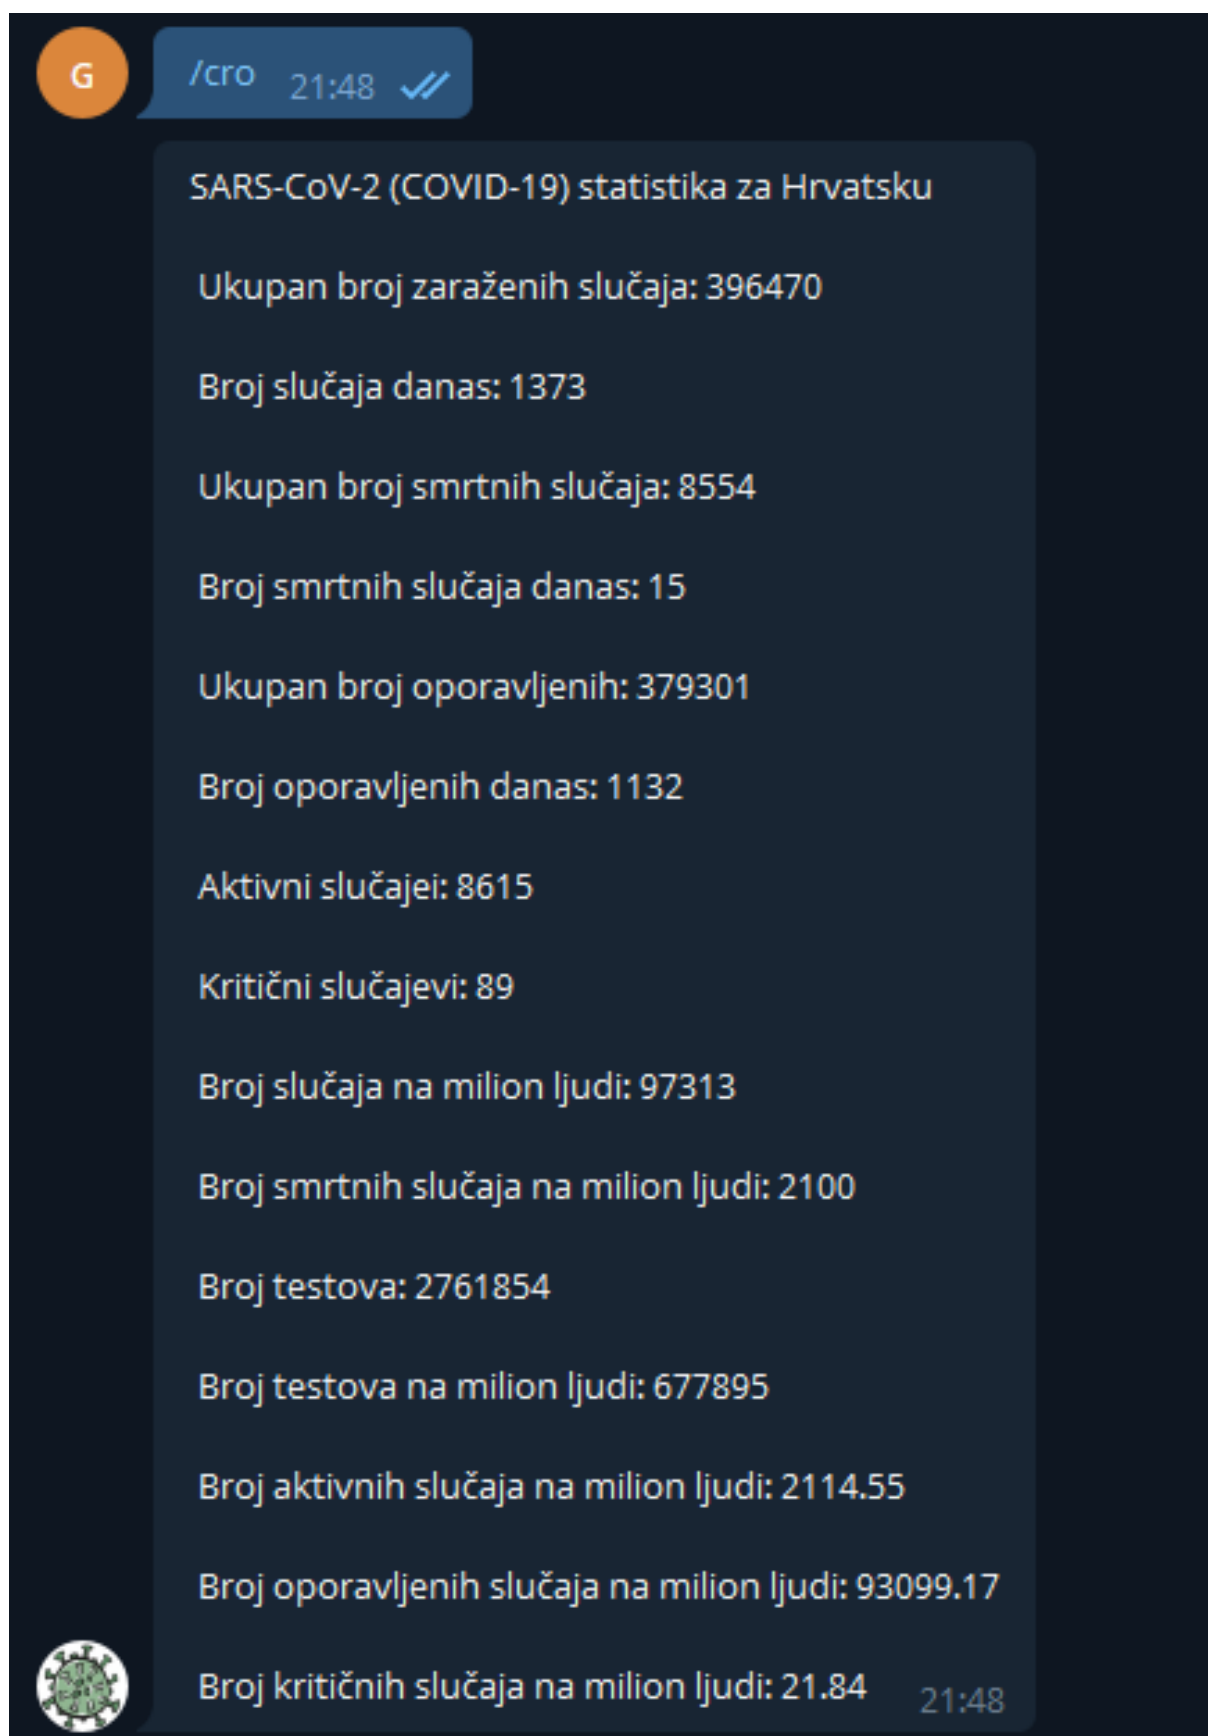 G
/cro 21:48
SARS-CoV-2 (COVID-19) statistika za Hrvatsku
Ukupan broj zaraženih slučaja: 396470
Broj slučaja danas: 1373
Ukupan broj smrtnih slučaja: 8554
Broj smrtnih slučaja danas: 15
Ukupan broj oporavljenih: 379301
Broj oporavljenih danas: 1132
Aktivni slučajei: 8615
Kritični slučajevi: 89
Broj slučaja na milion ljudi: 97313
Broj smrtnih slučaja na milion ljudi: 2100
Broj testova: 2761854
Broj testova na milion ljudi: 677895
Broj aktivnih slučaja na milion ljudi: 2114.55
Broj oporavljenih slučaja na milion ljudi: 93099.17
Broj kritičnih slučaja na milion ljudi: 21.84 21:48